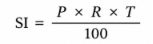 SI = P × R × T / 100